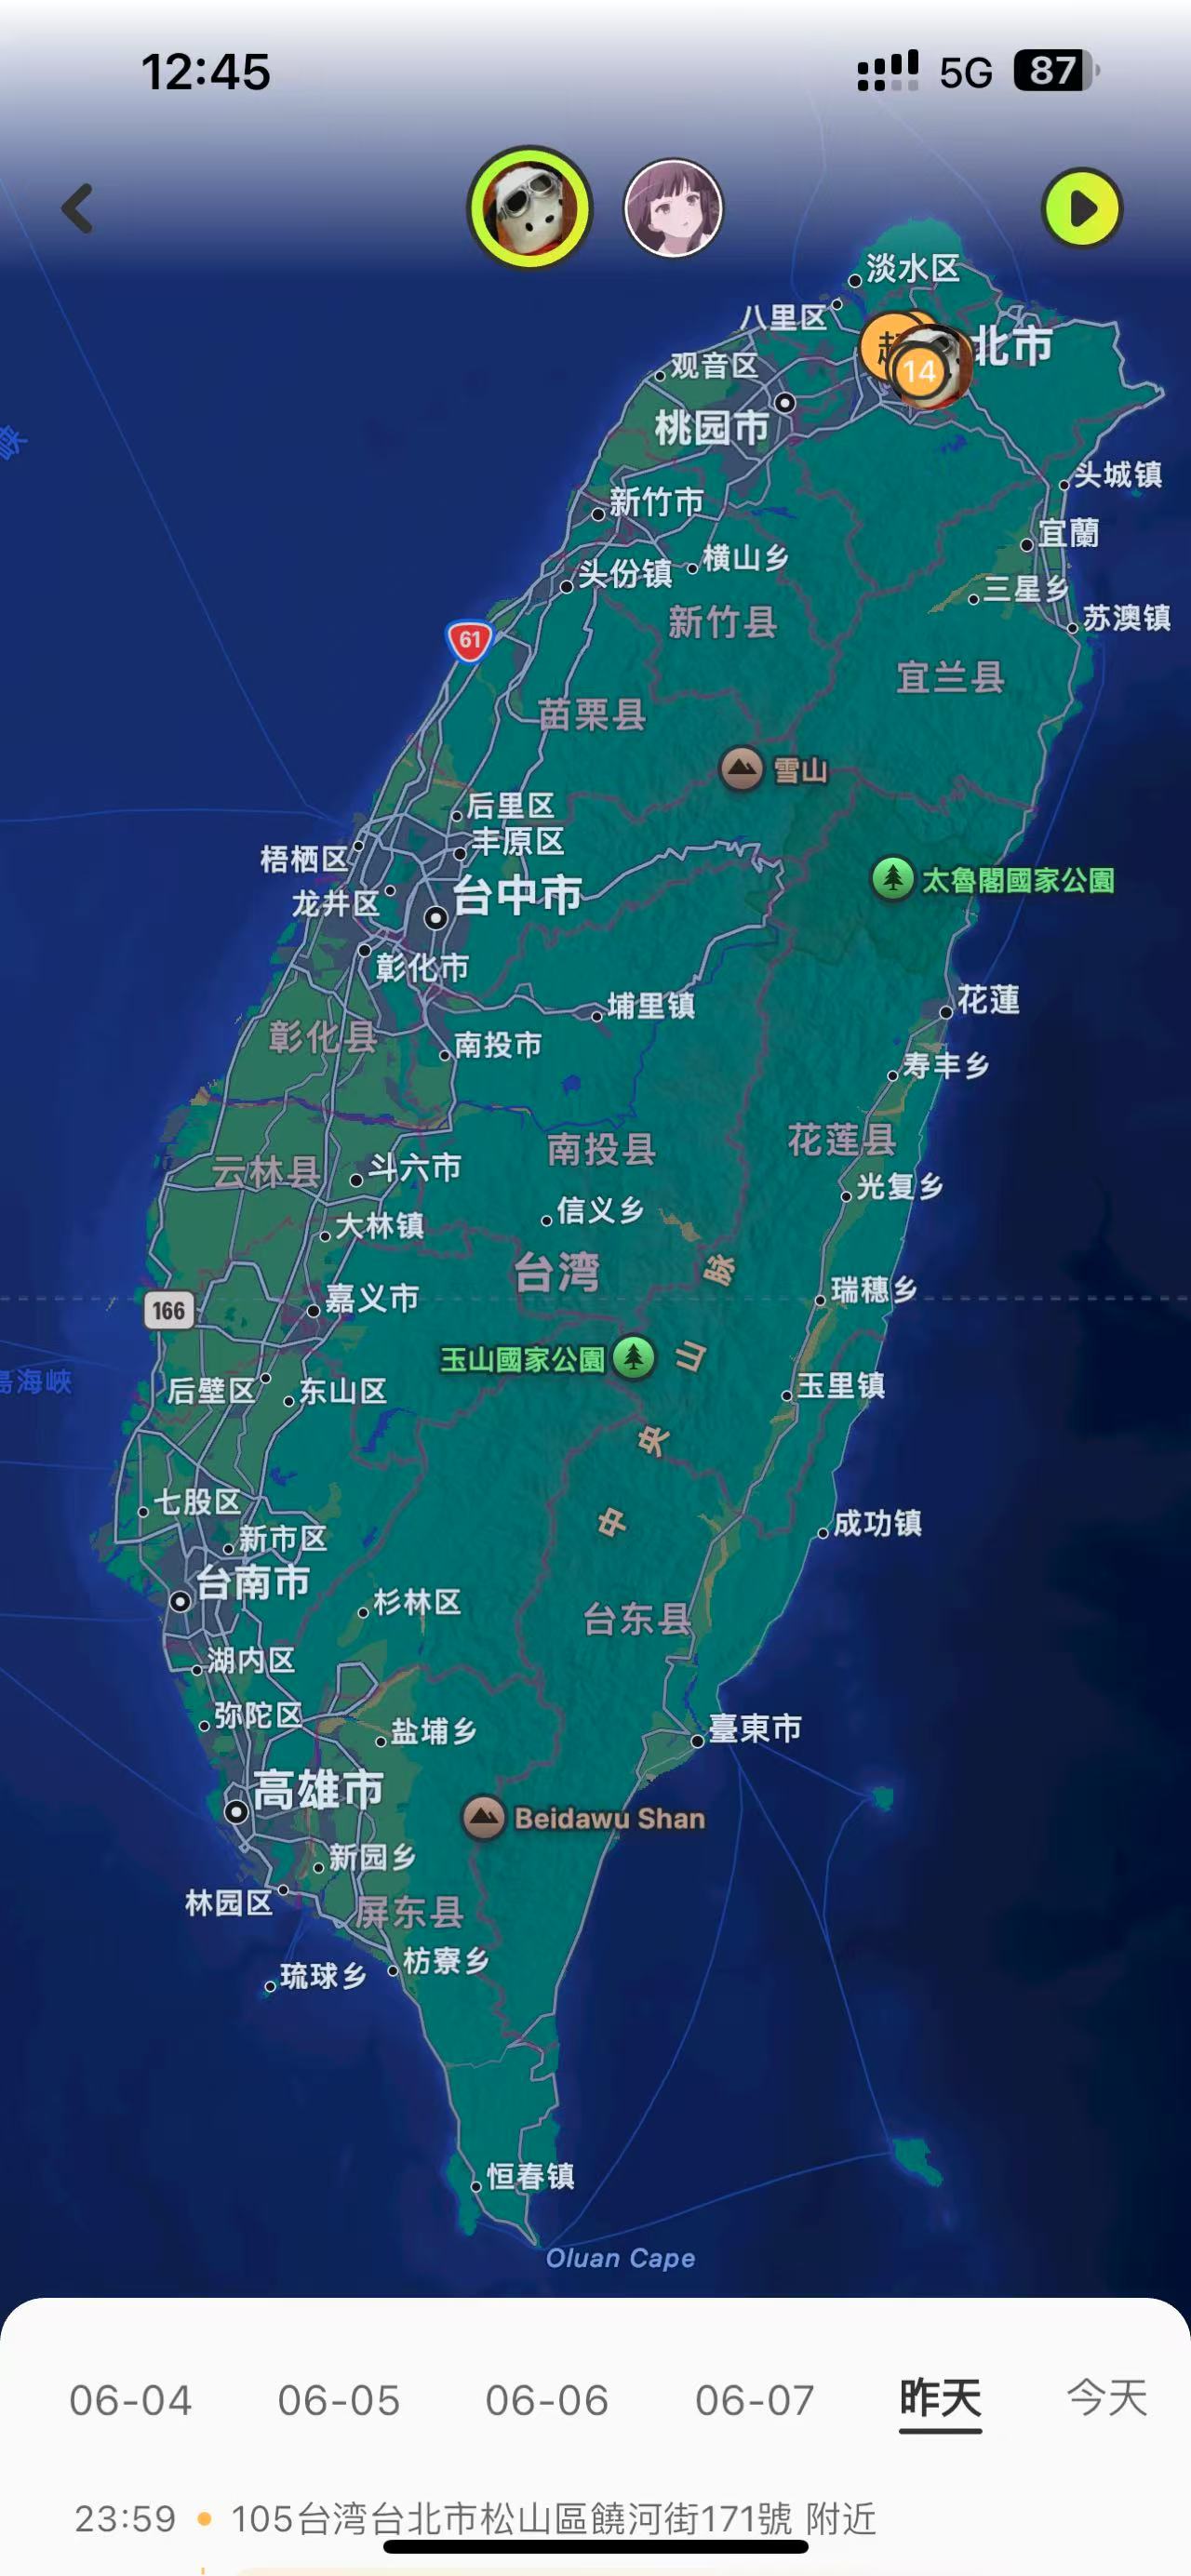 12:45
5G 87
淡水区
八里区
北市
14
观音区
桃园市
头城镇
新竹市
宜蘭
横山乡
头份镇
三星乡
苏澳镇
新竹县
61
宜兰县
苗栗县
雪山
后里区
丰原区
梧栖区
太魯閣國家公園
台中市
龙井区
彰化市
花蓮
埔里镇
彰化县
南投市
寿丰乡
花莲县
南投县
云林县
斗六市
光复乡
信义乡
大林镇
台湾
脉
瑞穗乡
嘉义市
166
山
玉山國家公園
島海峡
后壁区
东山区
玉里镇
央
七股区
中
成功镇
新市区
台南市
杉林区
台东县
湖内区
弥陀区
盐埔乡
臺東市
高雄市
Beidawu Shan
新园乡
林园区
屏东县
枋寮乡
琉球乡
恒春镇
Oluan Cape
06-04 06-05 06-06 06-07 昨天 今天
23:59 105台湾台北市松山區饒河街171號 附近